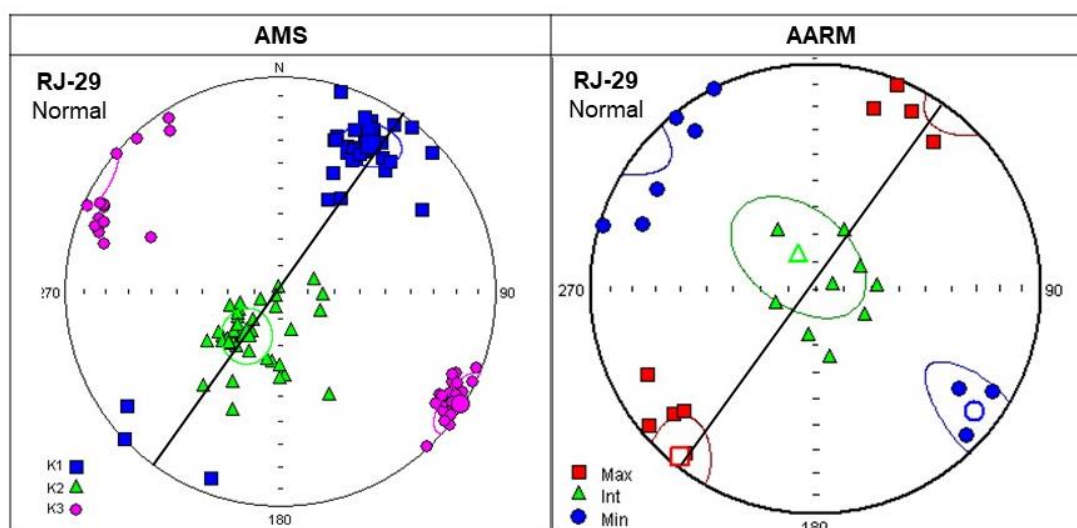 AMS
AARM
RJ-29
Normal
N
270
90
180
K1
K2
K3
RJ-29
Normal
270
90
180
Max
Int
Min